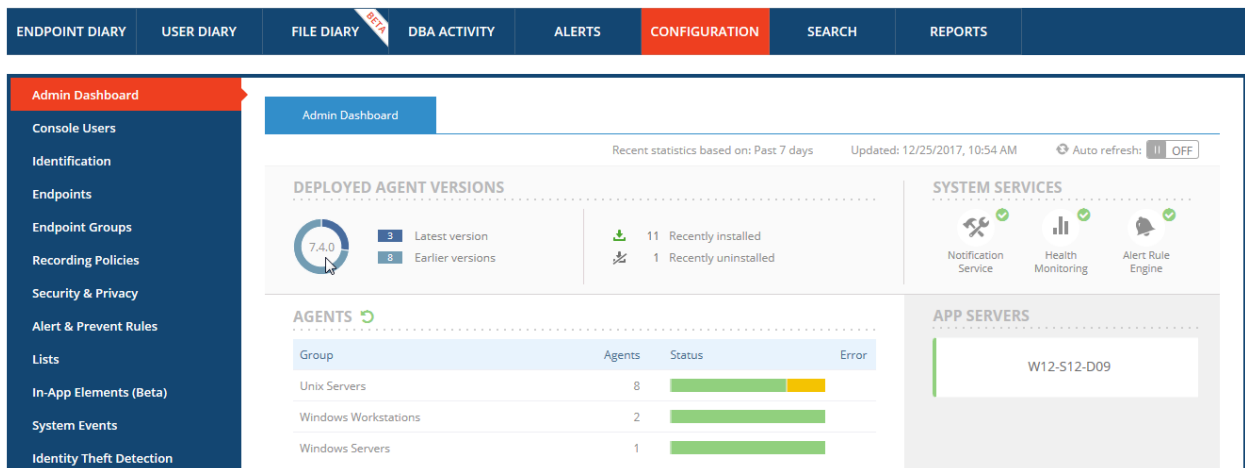 ENDPOINT DIARY USER DIARY FILE DIARY BETA DBA ACTIVITY ALERTS CONFIGURATION SEARCH REPORTS
Admin Dashboard
Console Users
Identification
Endpoints
Endpoint Groups
Recording Policies
Security & Privacy
Alert & Prevent Rules
Lists
In-App Elements (Beta)
System Events
Identity Theft Detection
Admin Dashboard
Recent statistics based on: Past 7 days Updated: 12/25/2017, 10:54 AM Auto refresh: OFF
DEPLOYED AGENT VERSIONS
7.4.0
3 Latest version
8 Earlier versions
11 Recently installed
1 Recently uninstalled
SYSTEM SERVICES
Notification Health Alert Rule
Service Monitoring Engine
AGENTS
Group Agents Status Error
Unix Servers 8
Windows Workstations 2
Windows Servers 1
APP SERVERS
W12-S12-D09